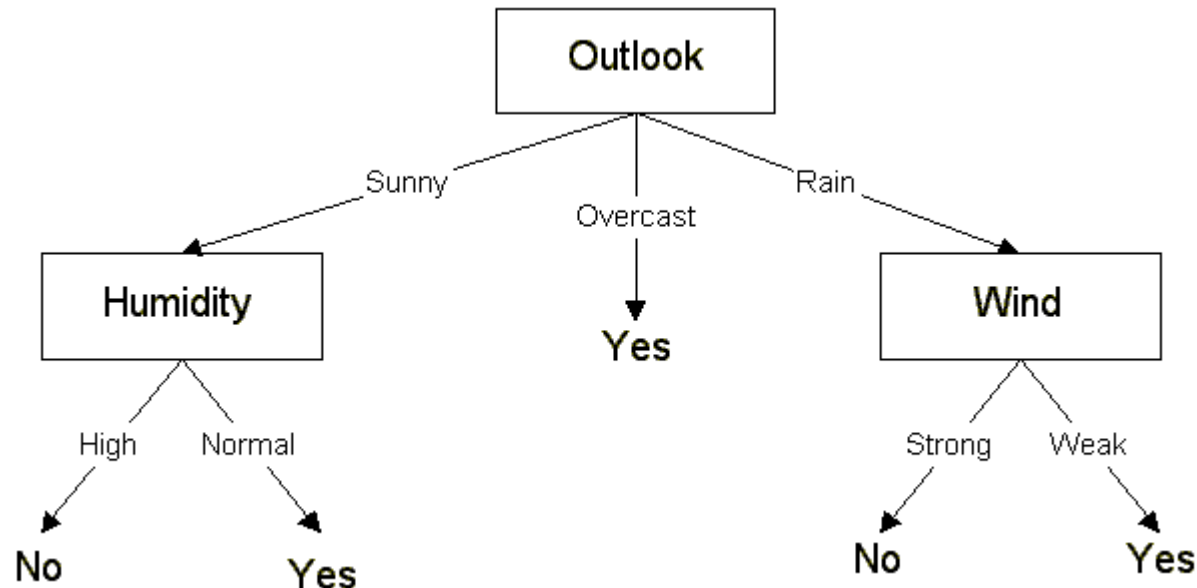 Outlook
Sunny
Overcast
Rain
Humidity
Yes
Wind
High
Normal
Strong
Weak
No
Yes
No
Yes